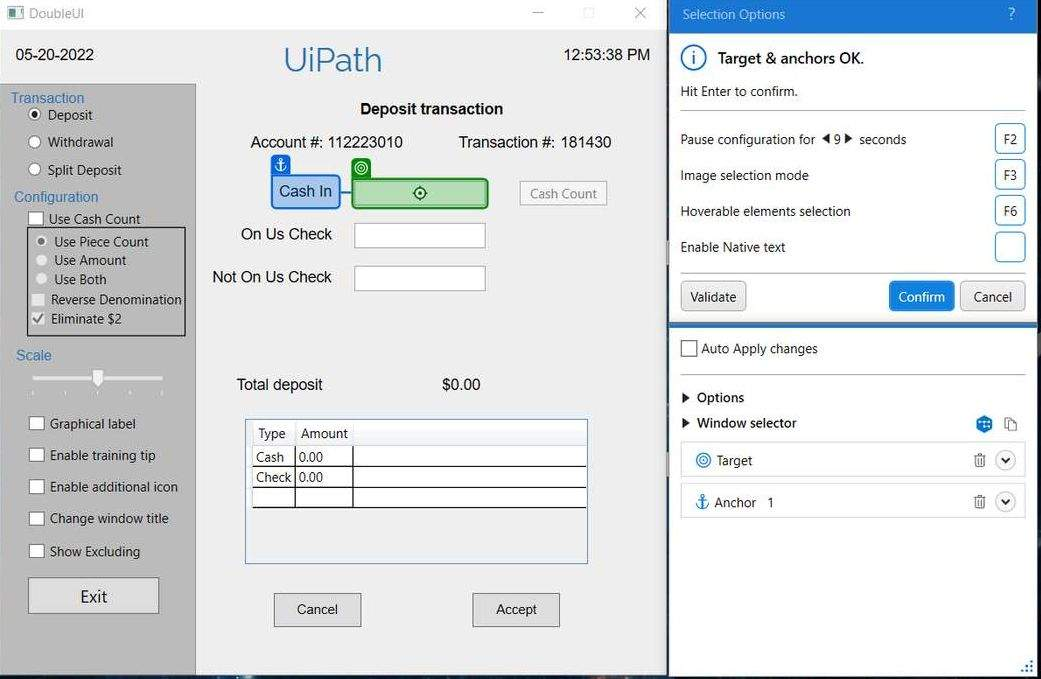 DoubleUI
05-20-2022
UiPath
12:53:38 PM
Transaction
Deposit
Withdrawal
Split Deposit
Configuration
Use Cash Count
Use Piece Count
Use Amount
Use Both
Reverse Denomination
Eliminate $2
Scale
Graphical label
Enable training tip
Enable additional icon
Change window title
Show Excluding
Exit
Deposit transaction
Account #: 112223010 Transaction #: 181430
Cash In
Cash Count
On Us Check
Not On Us Check
Total deposit $0.00
Type Amount
Cash 0.00
Check 0.00
Cancel Accept
Selection Options ?
Target & anchors OK.
Hit Enter to confirm.
Pause configuration for 9 seconds F2
Image selection mode F3
Hoverable elements selection F6
Enable Native text
Validate Confirm Cancel
Auto Apply changes
Options
Window selector
Target
Anchor 1